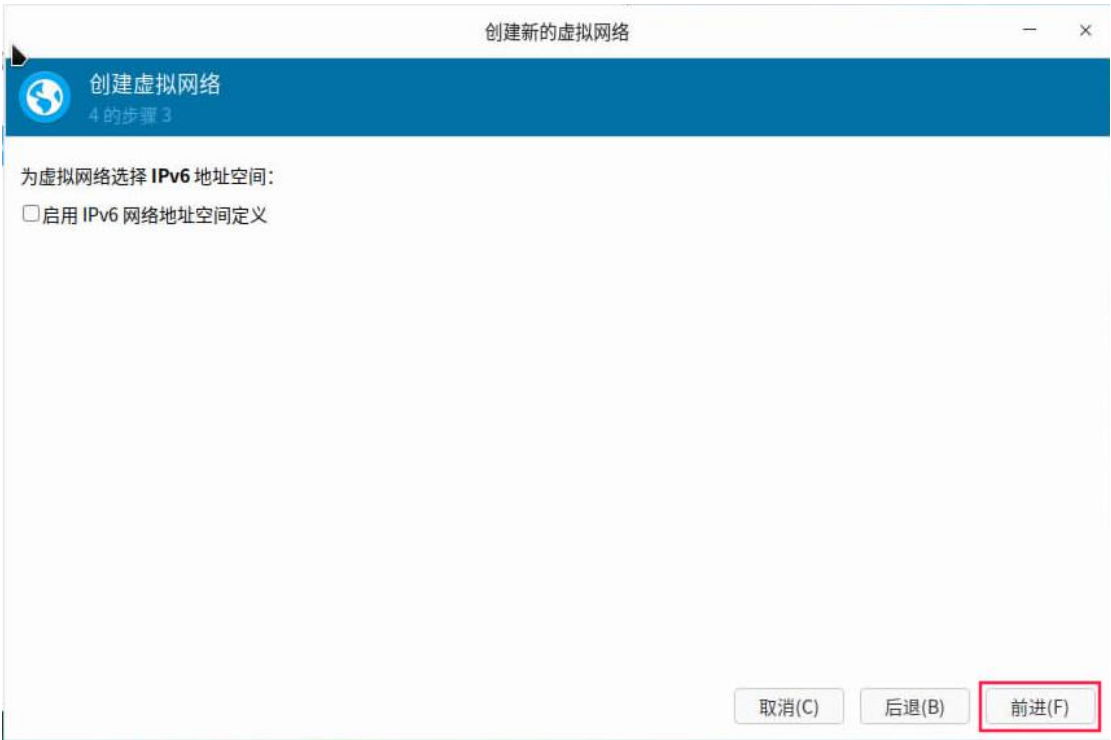 创建新的虚拟网络
创建虚拟网络
4 的步骤 3
为虚拟网络选择 IPv6 地址空间:
启用 IPv6 网络地址空间定义
取消(C) 后退(B) 前进(F)